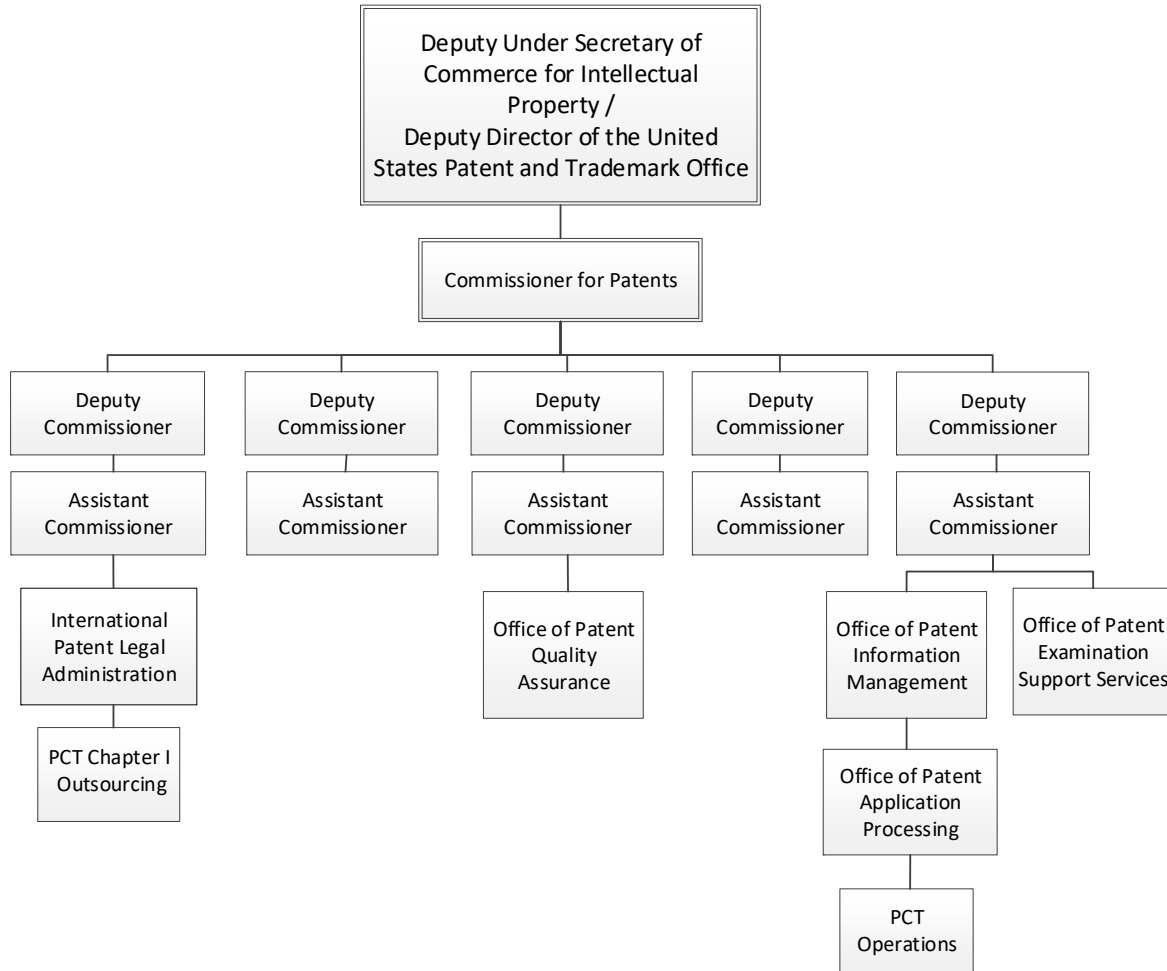 Deputy Under Secretary of
Commerce for Intellectual
Property /
Deputy Director of the United
States Patent and Trademark Office
Commissioner for Patents
Deputy
Commissioner
Deputy
Commissioner
Deputy
Commissioner
Deputy
Commissioner
Deputy
Commissioner
Assistant
Commissioner
Assistant
Commissioner
Assistant
Commissioner
Assistant
Commissioner
Assistant
Commissioner
International
Patent Legal
Administration
Office of Patent
Quality
Assurance
Office of Patent
Information
Management
Office of Patent
Examination
Support Services
PCT Chapter I
Outsourcing
Office of Patent
Application
Processing
PCT
Operations